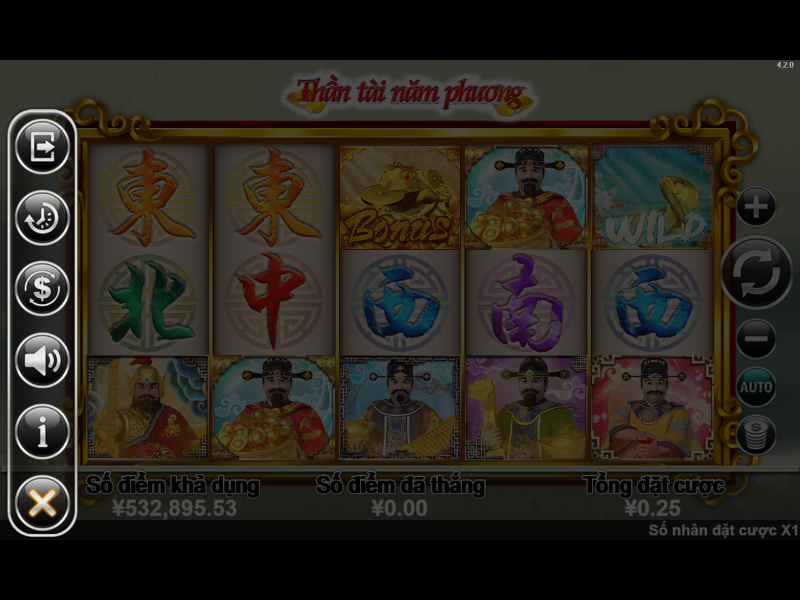 4.2.0
Thần tài năm phương
東 東 Bonus WILD
北 中 西 南 西
AUTO
Số điểm khả dụng Số điểm đã thắng Tổng đặt cược
¥532,895.53 ¥0.00 ¥0.25
Số nhân đặt cược X1